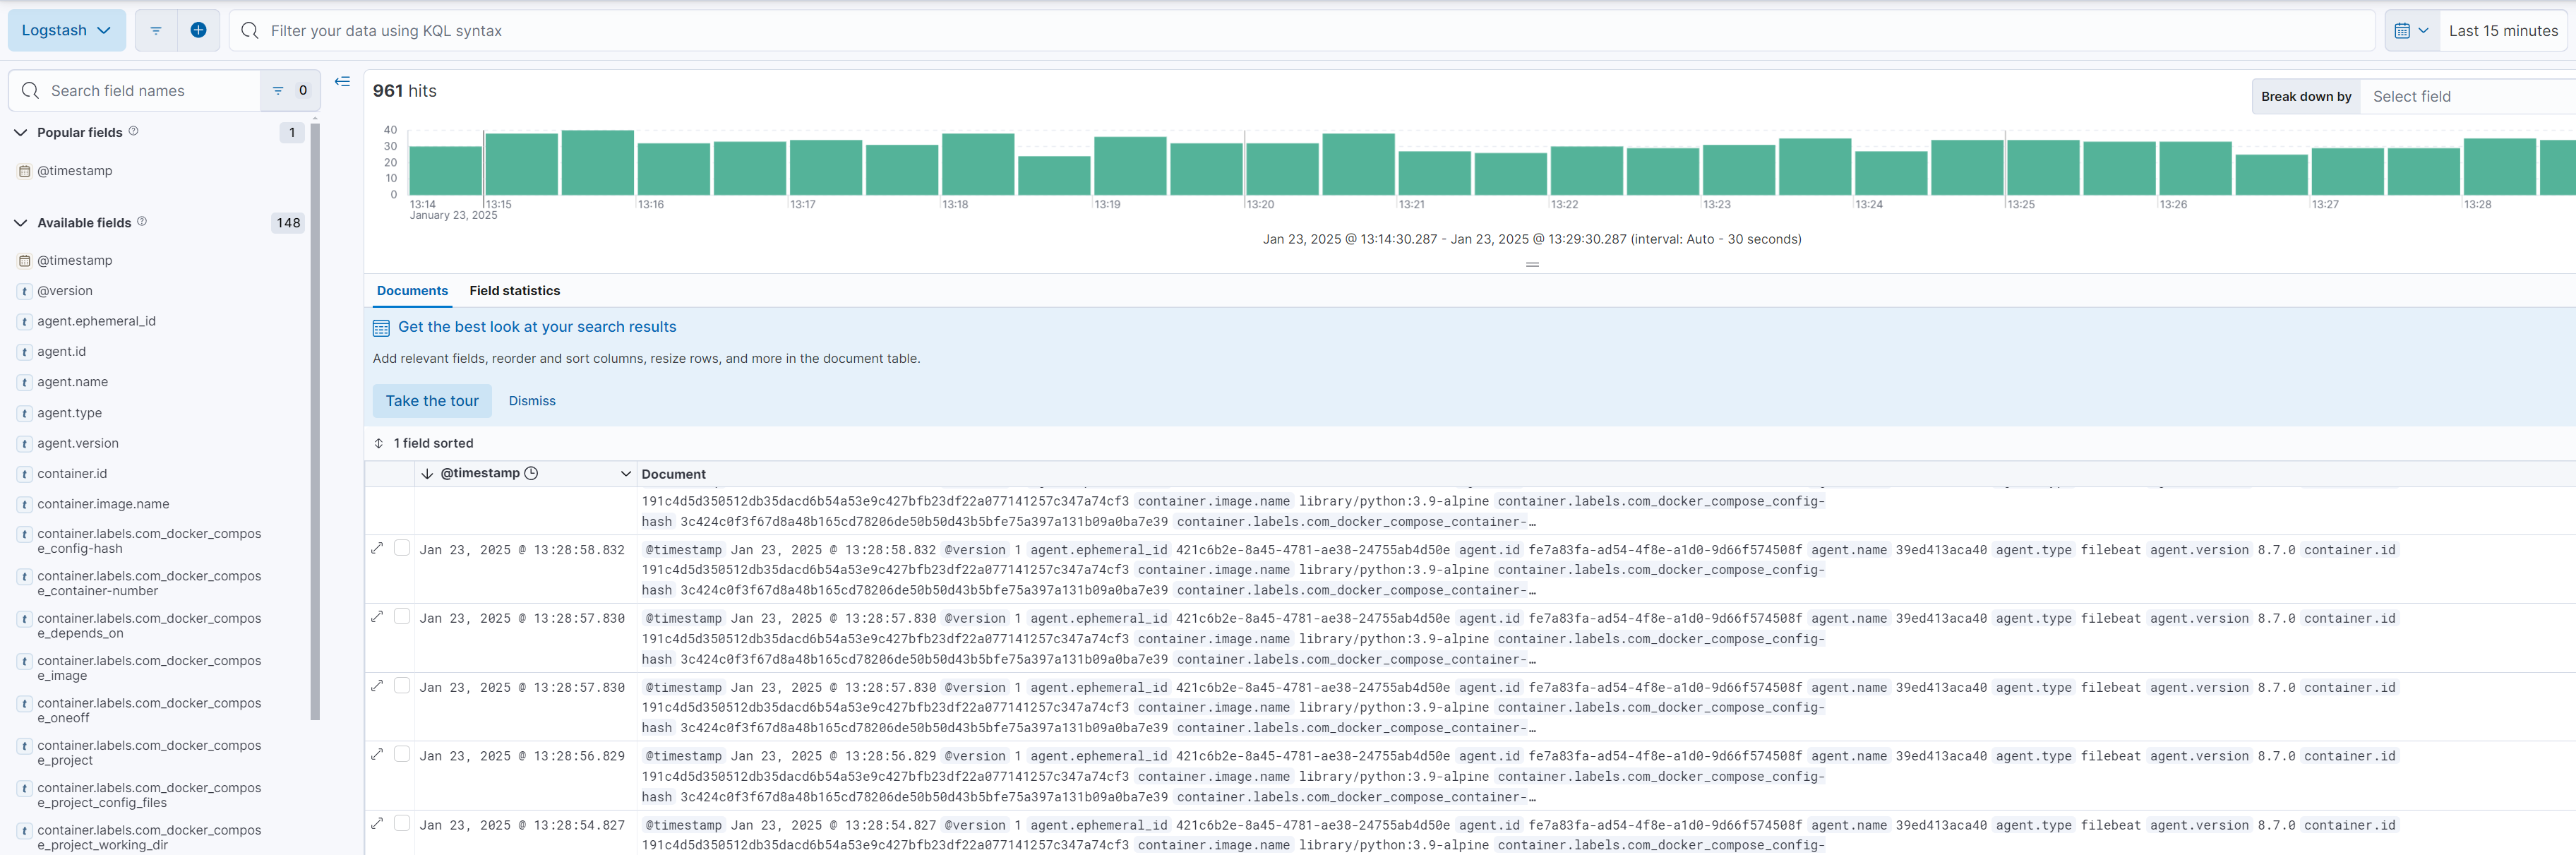 Logstash
Filter your data using KQL syntax
Last 15 minutes
Search field names
0
Popular fields
1
@timestamp
Available fields
148
@timestamp
@version
agent.ephemeral_id
agent.id
agent.name
agent.type
agent.version
container.id
container.image.name
container.labels.com_docker_compos
e_config-hash
container.labels.com_docker_compos
e_container-number
container.labels.com_docker_compos
e_depends_on
container.labels.com_docker_compos
e_image
container.labels.com_docker_compos
e_oneoff
container.labels.com_docker_compos
e_project
container.labels.com_docker_compos
e_project_config_files
container.labels.com_docker_compos
e_project_working_dir
961 hits
Break down by Select field
40
30
20
10
0
13:14 13:15 13:16 13:17 13:18 13:19 13:20 13:21 13:22 13:23 13:24 13:25 13:26 13:27 13:28
January 23, 2025
Jan 23, 2025 @ 13:14:30.287 - Jan 23, 2025 @ 13:29:30.287 (interval: Auto - 30 seconds)
Documents Field statistics
Get the best look at your search results
Add relevant fields, reorder and sort columns, resize rows, and more in the document table.
Take the tour Dismiss
1 field sorted
@timestamp Document
191c4d5d350512db35dacd6b54a53e9c427bfb23df22a077141257c347a74cf3 container.image.name library/python:3.9-alpine container.labels.com_docker_compose_config-
hash 3c424c0f3f67d8a48b165cd78206de50b50d43b5bfe75a397a131b09a0ba7e39 container.labels.com_docker_compose_container-…
Jan 23, 2025 @ 13:28:58.832 @timestamp Jan 23, 2025 @ 13:28:58.832 @version 1 agent.ephemeral_id 421c6b2e-8a45-4781-ae38-24755ab4d50e agent.id fe7a83fa-ad54-4f8e-a1d0-9d66f574508f agent.name 39ed413aca40 agent.type filebeat agent.version 8.7.0 container.id
191c4d5d350512db35dacd6b54a53e9c427bfb23df22a077141257c347a74cf3 container.image.name library/python:3.9-alpine container.labels.com_docker_compose_config-
hash 3c424c0f3f67d8a48b165cd78206de50b50d43b5bfe75a397a131b09a0ba7e39 container.labels.com_docker_compose_container-…
Jan 23, 2025 @ 13:28:57.830 @timestamp Jan 23, 2025 @ 13:28:57.830 @version 1 agent.ephemeral_id 421c6b2e-8a45-4781-ae38-24755ab4d50e agent.id fe7a83fa-ad54-4f8e-a1d0-9d66f574508f agent.name 39ed413aca40 agent.type filebeat agent.version 8.7.0 container.id
191c4d5d350512db35dacd6b54a53e9c427bfb23df22a077141257c347a74cf3 container.image.name library/python:3.9-alpine container.labels.com_docker_compose_config-
hash 3c424c0f3f67d8a48b165cd78206de50b50d43b5bfe75a397a131b09a0ba7e39 container.labels.com_docker_compose_container-…
Jan 23, 2025 @ 13:28:57.830 @timestamp Jan 23, 2025 @ 13:28:57.830 @version 1 agent.ephemeral_id 421c6b2e-8a45-4781-ae38-24755ab4d50e agent.id fe7a83fa-ad54-4f8e-a1d0-9d66f574508f agent.name 39ed413aca40 agent.type filebeat agent.version 8.7.0 container.id
191c4d5d350512db35dacd6b54a53e9c427bfb23df22a077141257c347a74cf3 container.image.name library/python:3.9-alpine container.labels.com_docker_compose_config-
hash 3c424c0f3f67d8a48b165cd78206de50b50d43b5bfe75a397a131b09a0ba7e39 container.labels.com_docker_compose_container-…
Jan 23, 2025 @ 13:28:56.829 @timestamp Jan 23, 2025 @ 13:28:56.829 @version 1 agent.ephemeral_id 421c6b2e-8a45-4781-ae38-24755ab4d50e agent.id fe7a83fa-ad54-4f8e-a1d0-9d66f574508f agent.name 39ed413aca40 agent.type filebeat agent.version 8.7.0 container.id
191c4d5d350512db35dacd6b54a53e9c427bfb23df22a077141257c347a74cf3 container.image.name library/python:3.9-alpine container.labels.com_docker_compose_config-
hash 3c424c0f3f67d8a48b165cd78206de50b50d43b5bfe75a397a131b09a0ba7e39 container.labels.com_docker_compose_container-…
Jan 23, 2025 @ 13:28:54.827 @timestamp Jan 23, 2025 @ 13:28:54.827 @version 1 agent.ephemeral_id 421c6b2e-8a45-4781-ae38-24755ab4d50e agent.id fe7a83fa-ad54-4f8e-a1d0-9d66f574508f agent.name 39ed413aca40 agent.type filebeat agent.version 8.7.0 container.id
191c4d5d350512db35dacd6b54a53e9c427bfb23df22a077141257c347a74cf3 container.image.name library/python:3.9-alpine container.labels.com_docker_compose_config-